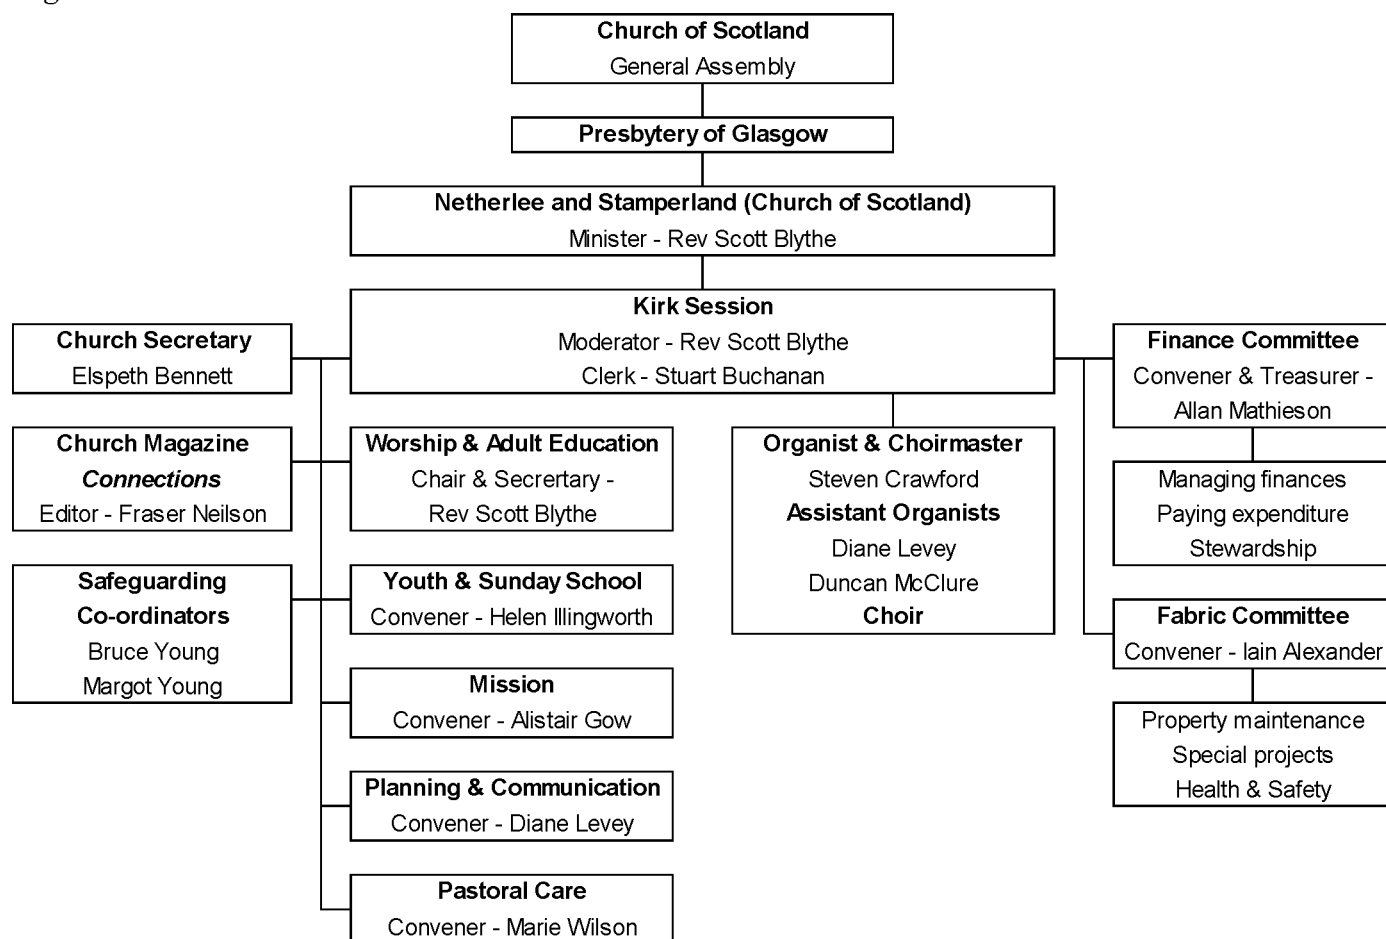 Church of Scotland
General Assembly
Presbytery of Glasgow
Netherlee and Stamperland (Church of Scotland)
Minister - Rev Scott Blythe
Kirk Session
Moderator - Rev Scott Blythe
Clerk - Stuart Buchanan
Church Secretary
Elspeth Bennett
Church Magazine
Connections
Editor - Fraser Neilson
Safeguarding
Co-ordinators
Bruce Young
Margot Young
Worship & Adult Education
Chair & Secrertary -
Rev Scott Blythe
Youth & Sunday School
Convener - Helen Illingworth
Mission
Convener - Alistair Gow
Planning & Communication
Convener - Diane Levey
Pastoral Care
Convener - Marie Wilson
Organist & Choirmaster
Steven Crawford
Assistant Organists
Diane Levey
Duncan McClure
Choir
Finance Committee
Convener & Treasurer -
Allan Mathieson
Managing finances
Paying expenditure
Stewardship
Fabric Committee
Convener - Iain Alexander
Property maintenance
Special projects
Health & Safety